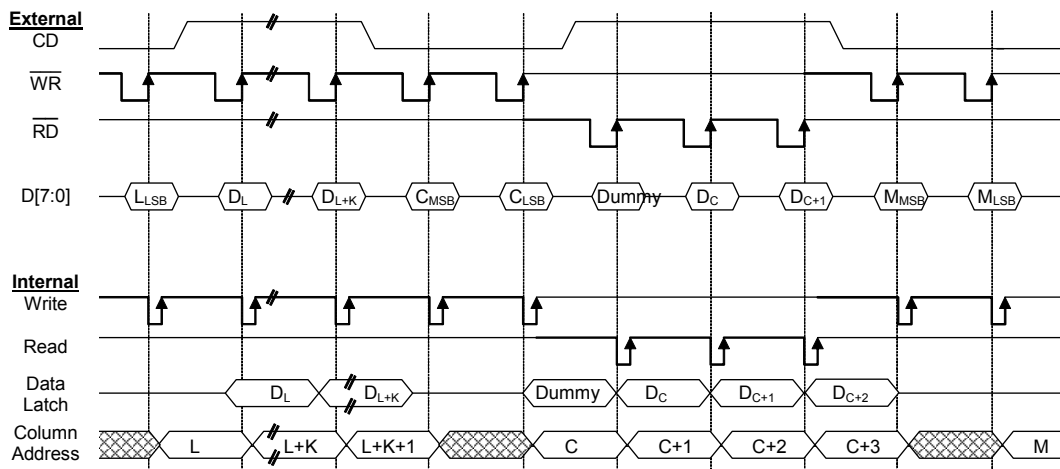 External
CD
WR
RD
D[7:0] LLSB DL DL+K CMSB CLSB Dummy DC DC+1 MMSB MLSB
Internal
Write
Read
Data
Latch
DL DL+K Dummy DC DC+1 DC+2
Column
Address
L L+K L+K+1 C C+1 C+2 C+3 M